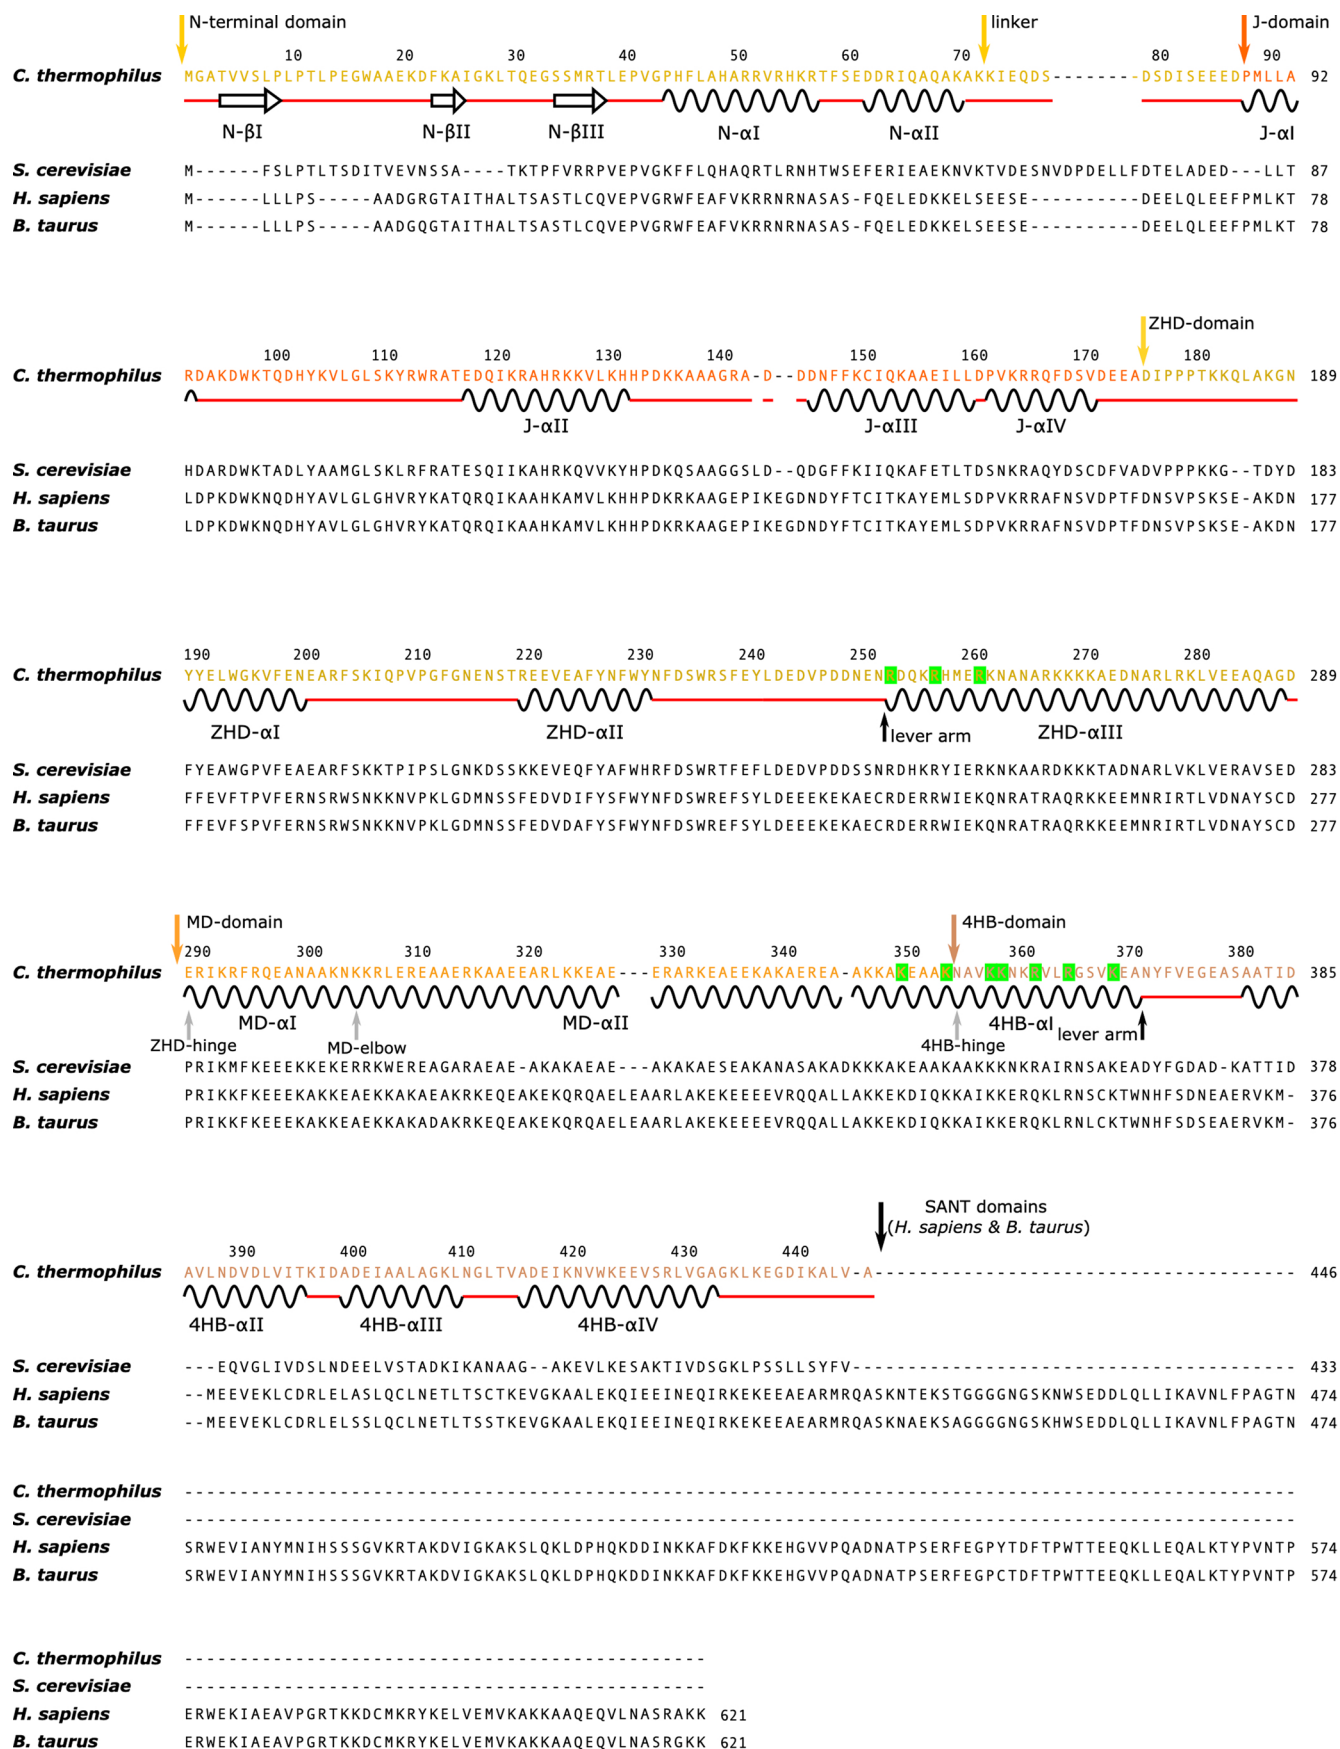 N-terminal domain linker J-domain
10 20 30 40 50 60 70 80 90
C. thermophilus MGATVVSLPLPTLPEGWAAEKDFKAIGKLTQEGSSMRTLEPVGPHFLAHARRVRHKRTFSEDDRIQAQAKAKKIEQDS--------DSDISEEEDPMLLA 92
N-βI N-βII N-βIII N-αI N-αII J-αI
S. cerevisiae M------FSLPTLTSDITVEVNSSA----TKTPFVRRPVEPVGKFFLQHAQRTLRNHTWSEFERIEAEKNVKTVDESNVDPDELLFDTELADED---LLT 87
H. sapiens M------LLLPS-----AADGRGTAITHALTSASTLCQVEPVGRWFEAFVKRRNRNASAS-FQELEDKKELSEEESE----------DEELQLEEFPMLKT 78
B. taurus M------LLLPS-----AADGQGTAITHALTSASTLCQVEPVGRWFEAFVKRRNRNASAS-FQELEDKKELSEEESE----------DEELQLEEFPMLKT 78
ZHD-domain
100 110 120 130 140 150 160 170 180
C. thermophilus RDAKDWKTQDHYKVLGLSKYRWRATEDQIKRAHRKKVLKHHPDKKAAAGRA-D--DDNFFKCIQKAAEILLDPVKRRQFDSVDEEADIPPPTKKQLAKGN 189
J-αII J-αIII J-αIV
S. cerevisiae HDARDWKTADLYAAMGLSKLRFRATESQIIKAHRKQVVKYHPDKQSAAGGSLD--QDGFFKIIQKAFETLTDSNKRAQYDSCDFVADVPPPKKG--TDYD 183
H. sapiens LDPKDWKNQDHYAVLGLGHVRYKATQRQIKAAHKAMVLKHHPDKRKAAGEPIKEGDNDYFTCITKAYEMLSDPVKRRAFNSVDPTFDNSVPSKSE-AKDN 177
B. taurus LDPKDWKNQDHYAVLGLGHVRYKATQRQIKAAHKAMVLKHHPDKRKAAGEPIKEGDNDYFTCITKAYEMLSDPVKRRAFNSVDPTFDNSVPSKSE-AKDN 177
190 200 210 220 230 240 250 260 270 280
C. thermophilus YYELWGKVFENEARFSKIQPVPGFGNENSTREEVEAFYNFWYNFDSWRSFEYLDEDVPDDNENRDQKRHMERKNANARKKKKAEDNARLRKLVEEAQAGD 289
ZHD-αI ZHD-αII lever arm ZHD-αIII
S. cerevisiae FYEAWGPVFEAEARFSKKTPIPSLGNKDSSKKEVEQFYAFWHRFDSWRTFEFLDEDVPDDSSNRDHKRYIERKNKAARDKKKTADNARLVKLVERAVSED 283
H. sapiens FFEVFTPVFERNSRWSNKKNVPKLGDMNSSFEDVDIFYSFWYNFDSWREFSYLDEEEKEKAECRDERRWIEKQNRATRAQRKKEEMNRIRTLVDNAYSCD 277
B. taurus FFEVFSPVFERNSRWSNKKNVPKLGDMNSSFEDVDAFYSFWYNFDSWREFSYLDEEEKEKAECRDERRWIEKQNRATRAQRKKEEMNRIRTLVDNAYSCD 277
MD-domain 4HB-domain
290 300 310 320 330 340 350 360 370 380
C. thermophilus ERIKRFRQEANAAKNKKRLEREAAERKAAEEARLKKEAE---ERARKEAEEKAKAEREA-AKKAKEAAKNAVKKNKRVLRGSVKEANYFVEGEASAATID 385
MD-αI MD-αII 4HB-αI
ZHD-hinge MD-elbow 4HB-hinge lever arm
S. cerevisiae PRIKMFKEEEKKEKERRKWEREAGARAEAE-AKAKAEAE---AKAKAESEAKANASAKADKKKAKEAAKAAKKKNKRAIRNSAKEADYFGDAD-KATTID 378
H. sapiens PRIKKFKEEEKAKKEAEKKAKAEAKRKEQEAKEKQRQAELEAARLAKEKEEEEVRQQALLAKKEKDIQKKAIKKERQKLRNSCKTWNHFSDNEAERVKM- 376
B. taurus PRIKKFKEEEKAKKEAEKKAKADAKRKEQEAKEKQRQAELEAARLAKEKEEEEVRQQALLAKKEKDIQKKAIKKERQKLRNLCKTWNHFSDSEAERVKM- 376
SANT domains
(H. sapiens & B. taurus)
390 400 410 420 430 440
C. thermophilus AVLNDVDLVITKIDADEIAALAGKLNGLTVADEIKNVWKEEVSRLVGAGKLKEGDIKALV-A-------------------------------------- 446
4HB-αII 4HB-αIII 4HB-αIV
S. cerevisiae ---EQVGLIVDSLNDEELVSTADKIKANAAG--AKEVLKESAKTIVDSGKLPSSLLSYFV---------------------------------------- 433
H. sapiens --MEEVEKLCDRLELASLQCLNETLTSCTKEVGKAALEKQIEEINEQIRKEKEEAEARMRQASKNTEKSTGGGGNGSKNWSEDDLQLLIKAVNLFPAGTN 474
B. taurus --MEEVEKLCDRLELSSLQCLNETLTSSTKEVGKAALEKQIEEINEQIRKEKEEAEARMRQASKNAEKSAGGGGNGSKHWSEDDLQLLIKAVNLFPAGTN 474
C. thermophilus ----------------------------------------------------------------------------------------------------
S. cerevisiae ----------------------------------------------------------------------------------------------------
H. sapiens SRWEVIANYMNIHSSSGVKRTAKDVIGKAKSLQKLDPHQKDDINKKAFDKFKKEHGVVPQADNATPSERFEGPYTDFTPWTTEEQKLLEQALKTYPVNTP 574
B. taurus SRWEVIANYMNIHSSSGVKRTAKDVIGKAKSLQKLDPHQKDDINKKAFDKFKKEHGVVPQADNATPSERFEGPCTDFTPWTTEEQKLLEQALKTYPVNTP 574
C. thermophilus -----------------------------------------------
S. cerevisiae -----------------------------------------------
H. sapiens ERWEKIAEAVPGRTKKDCMKRYKELVEMVKAKKAAQEQVLNASRAKK 621
B. taurus ERWEKIAEAVPGRTKKDCMKRYKELVEMVKAKKAAQEQVLNASRGKK 621